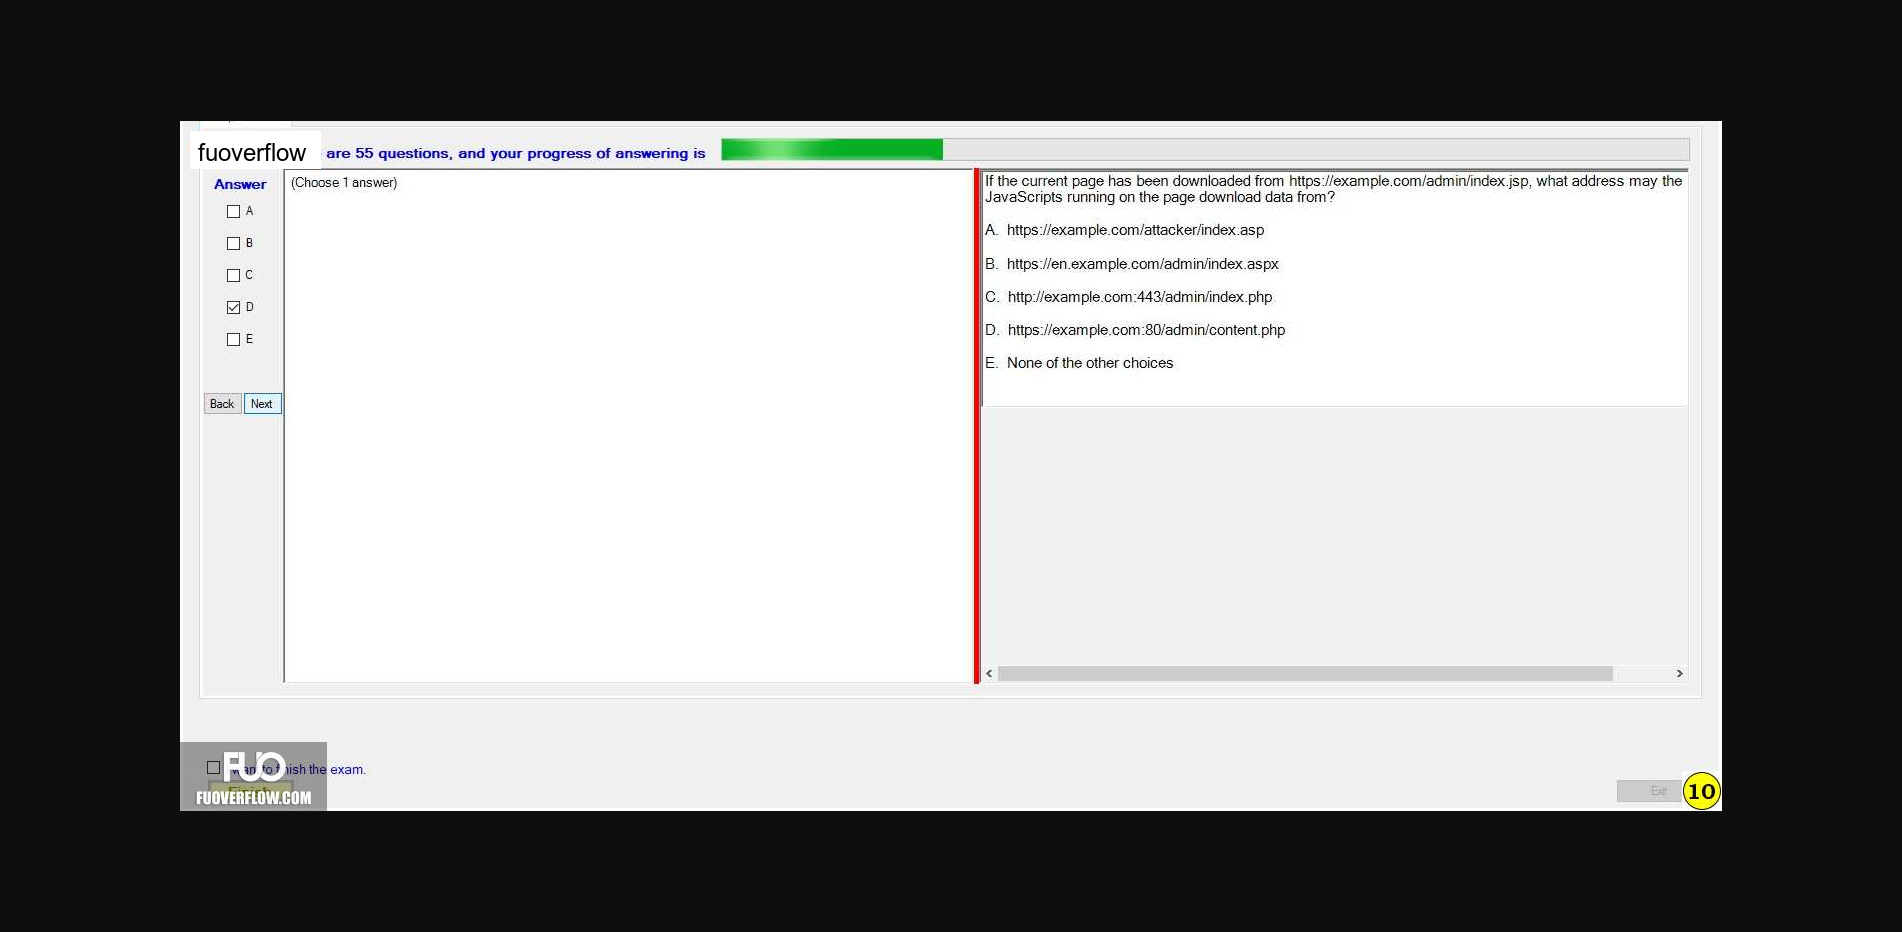 fuoverflow are 55 questions, and your progress of answering is
Answer
(Choose 1 answer)
A
B
C
D
E
Back Next
If the current page has been downloaded from https://example.com/admin/index.jsp, what address may the
JavaScripts running on the page download data from?
A. https://example.com/attacker/index.asp
B. https://en.example.com/admin/index.aspx
C. http://example.com:443/admin/index.php
D. https://example.com:80/admin/content.php
E. None of the other choices
want to finish the exam.
Finish
FUO
FUOVERFLOW.COM
Exit
10